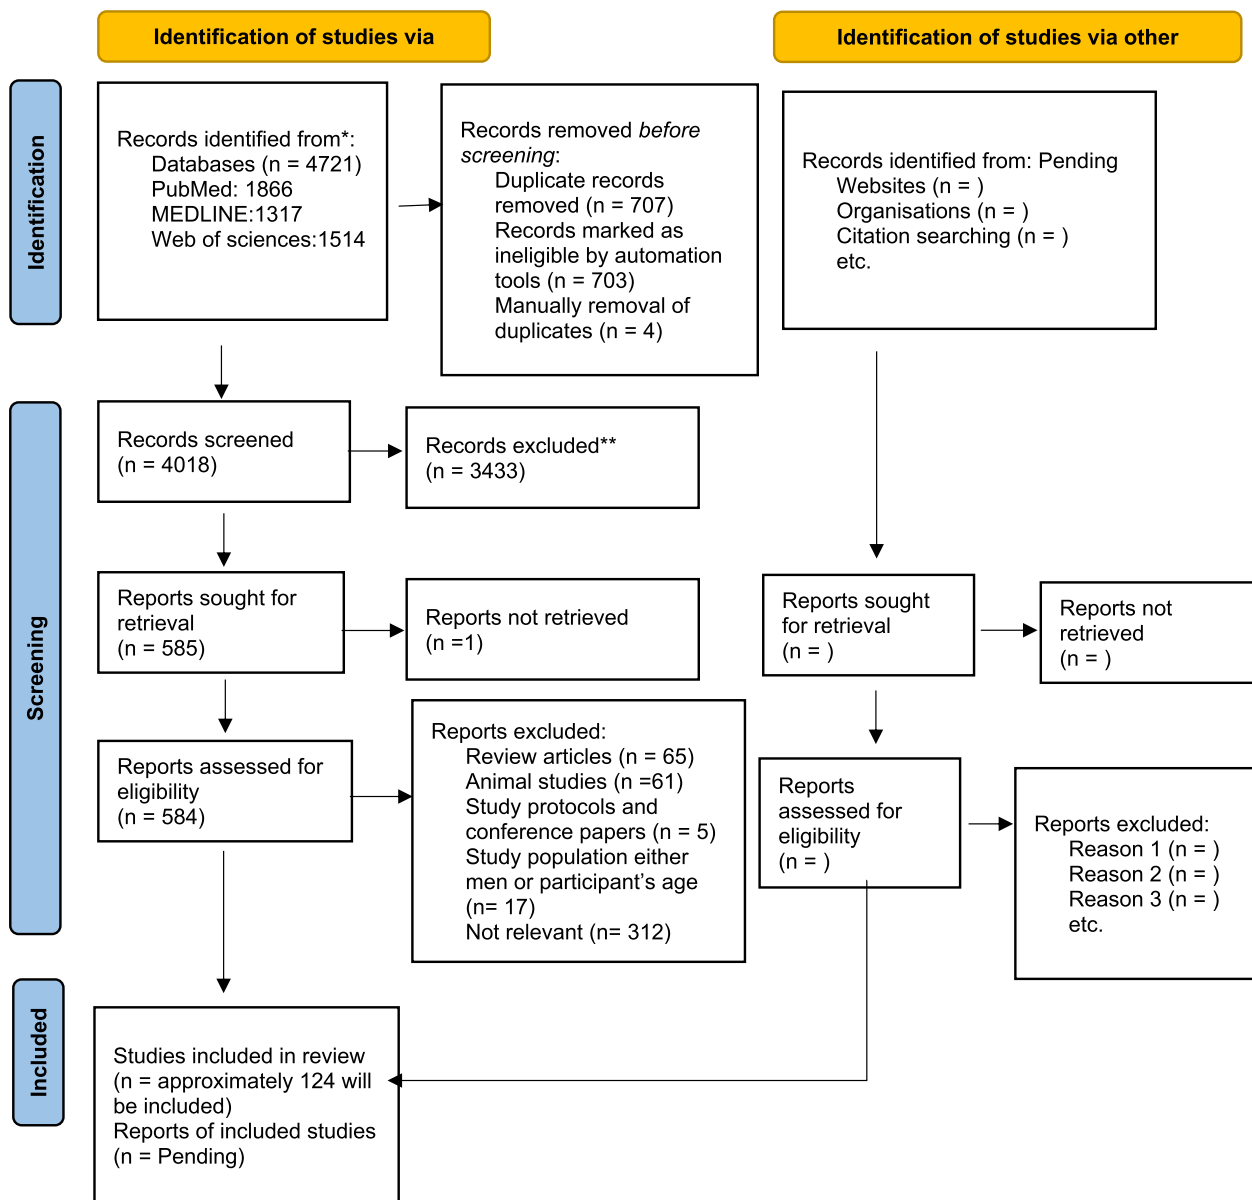 Identification of studies via
Identification of studies via other
Identification
Records identified from*:
Databases (n = 4721)
PubMed: 1866
MEDLINE:1317
Web of sciences:1514
Records removed before
screening:
Duplicate records
removed (n = 707)
Records marked as
ineligible by automation
tools (n = 703)
Manually removal of
duplicates (n = 4)
Records identified from: Pending
Websites (n = )
Organisations (n = )
Citation searching (n = )
etc.
Screening
Records screened
(n = 4018)
Records excluded**
(n = 3433)
Reports sought for
retrieval
(n = 585)
Reports not retrieved
(n =1)
Reports sought
for retrieval
(n = )
Reports not
retrieved
(n = )
Reports assessed for
eligibility
(n = 584)
Reports excluded:
Review articles (n = 65)
Animal studies (n =61)
Study protocols and
conference papers (n = 5)
Study population either
men or participant’s age
(n= 17)
Not relevant (n= 312)
Reports
assessed for
eligibility
(n = )
Reports excluded:
Reason 1 (n = )
Reason 2 (n = )
Reason 3 (n = )
etc.
Included
Studies included in review
(n = approximately 124 will
be included)
Reports of included studies
(n = Pending)